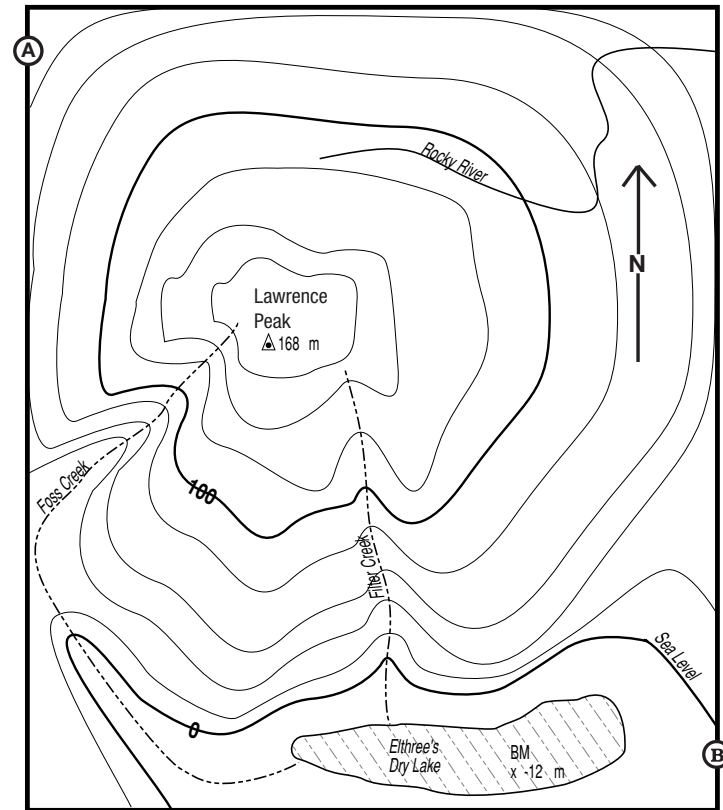 A
Rocky River
N
Lawrence
Peak
168 m
Foss Creek
100
Filter Creek
Sea Level
0
Elthree's
Dry Lake
BM
x -12 m
B